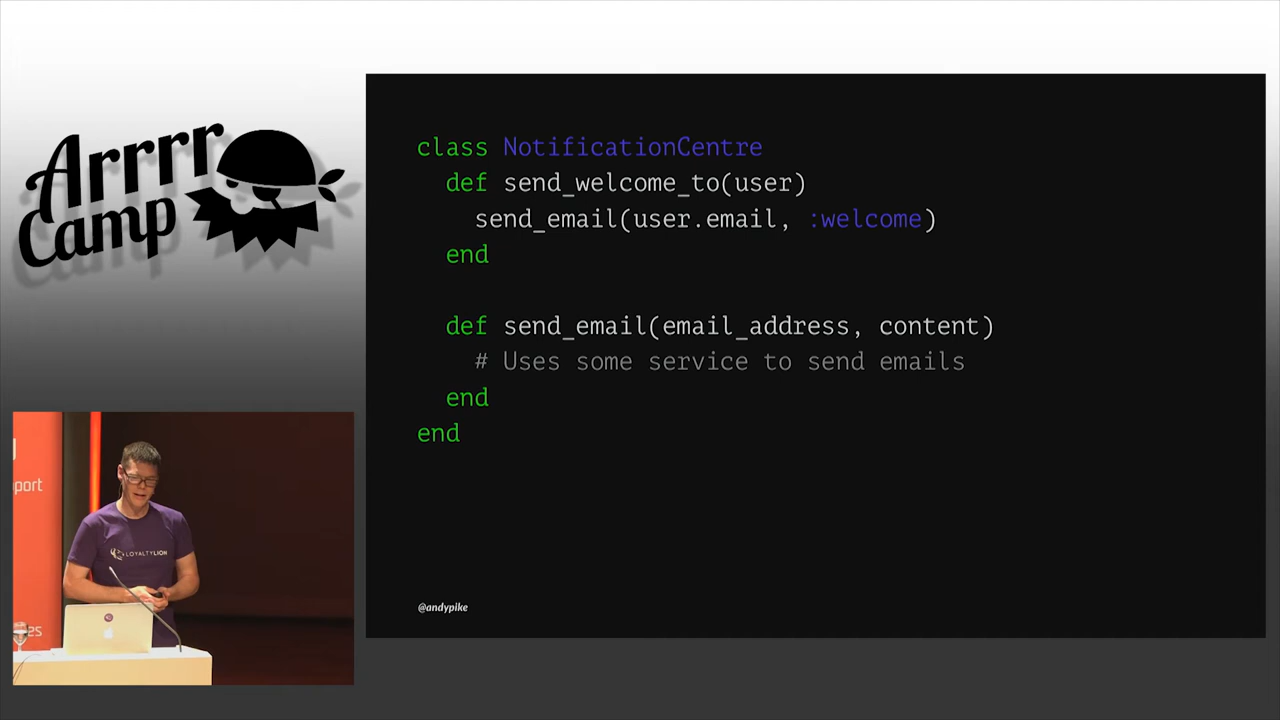 Arrrr
Camp
class NotificationCentre
def send_welcome_to(user)
send_email(user.email, :welcome)
end
def send_email(email_address, content)
# Uses some service to send emails
end
end
@andypike
port
LOYALTYLION
es